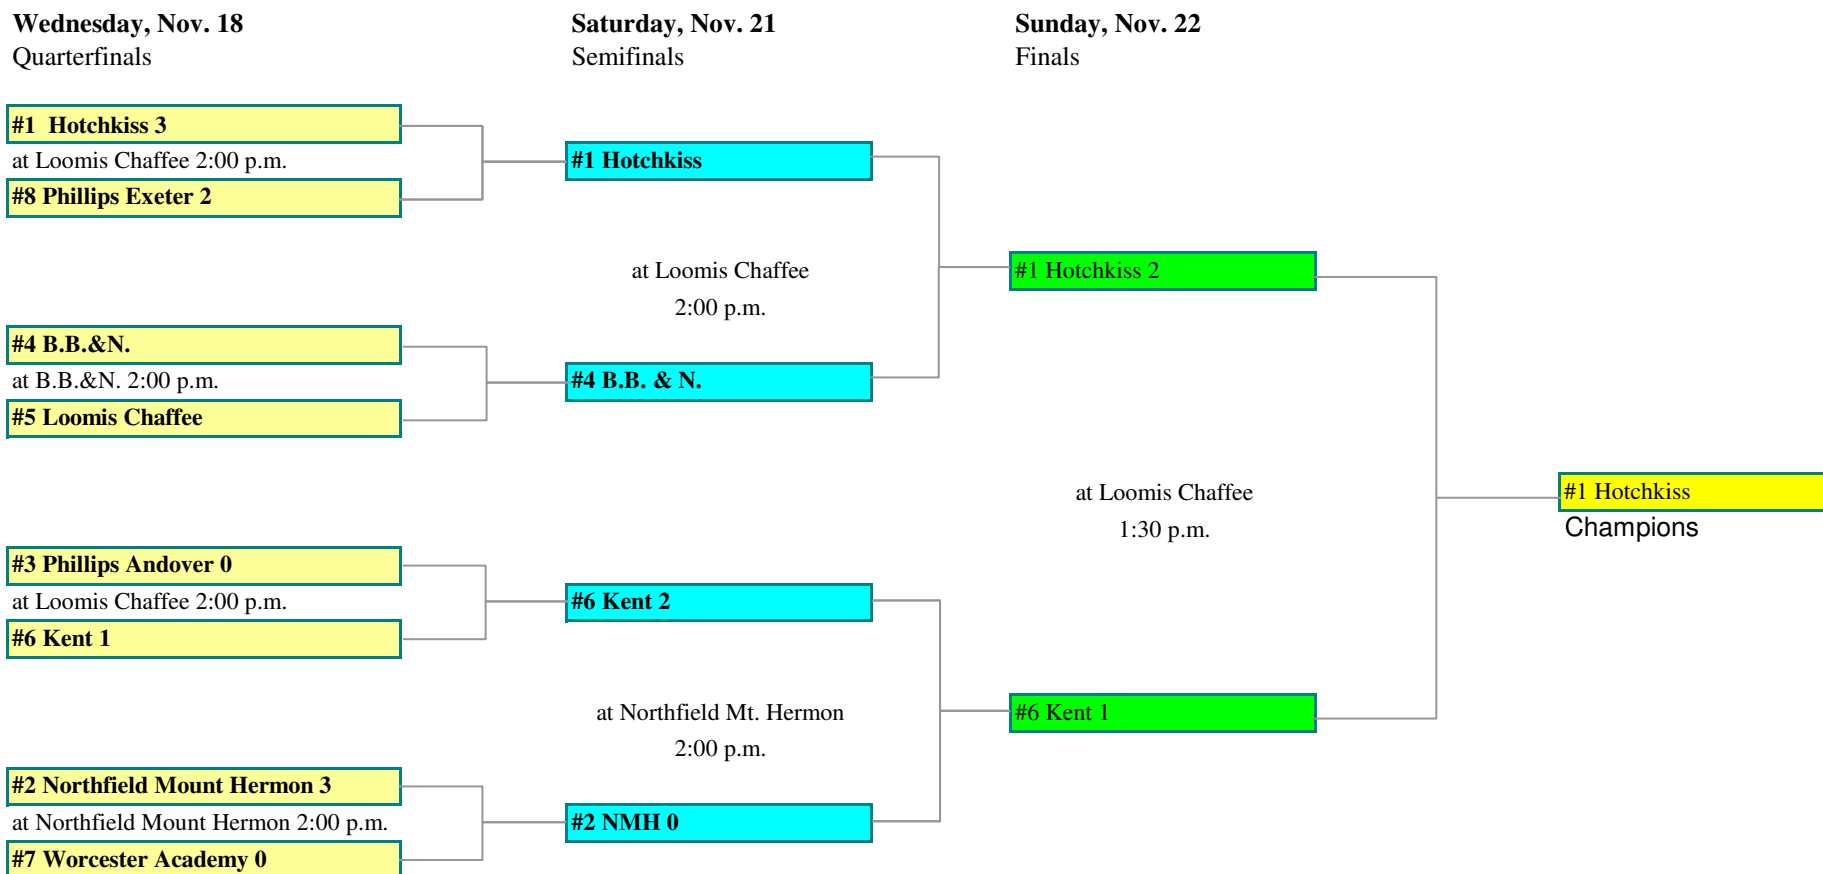 Wednesday, Nov. 18
Quarterfinals
Saturday, Nov. 21
Semifinals
Sunday, Nov. 22
Finals
#1  Hotchkiss 3
at Loomis Chaffee 2:00 p.m.
#8 Phillips Exeter 2
#4 B.B.&N.
at B.B.&N. 2:00 p.m.
#5 Loomis Chaffee
#3 Phillips Andover 0
at Loomis Chaffee 2:00 p.m.
#6 Kent 1
#2 Northfield Mount Hermon 3
at Northfield Mount Hermon 2:00 p.m.
#7 Worcester Academy 0
#1 Hotchkiss
at Loomis Chaffee
2:00 p.m.
#4 B.B. & N.
#6 Kent 2
at Northfield Mt. Hermon
2:00 p.m.
#2 NMH 0
#1 Hotchkiss 2
at Loomis Chaffee
1:30 p.m.
#6 Kent 1
#1 Hotchkiss
Champions